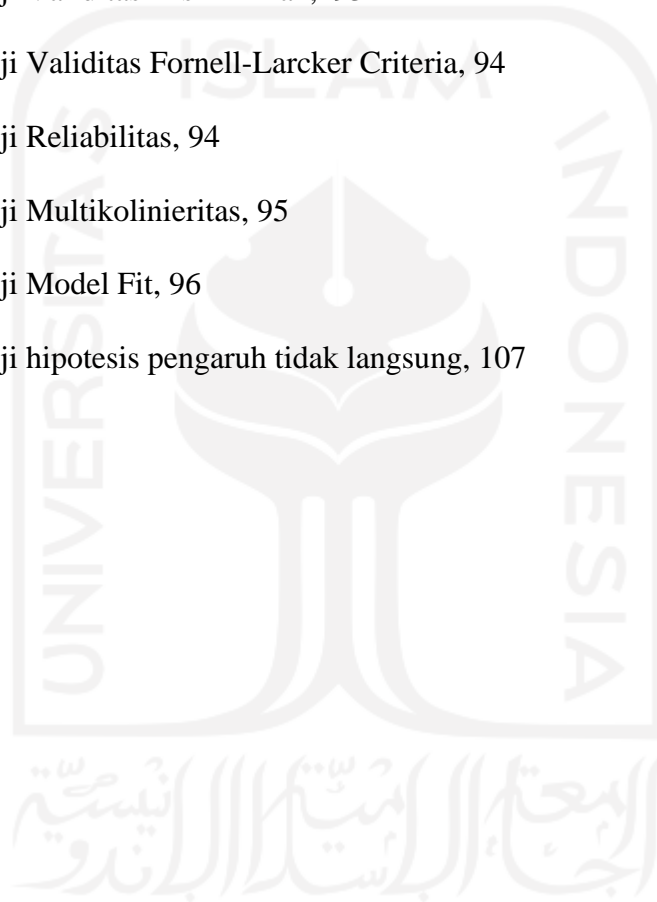 ji Validitas Fornell-Larcker Criteria, 94
ji Reliabilitas, 94
ji Multikolinieritas, 95
ji Model Fit, 96
ji hipotesis pengaruh tidak langsung, 107
ISLAM
UNIVERSITAS
INDONESIA